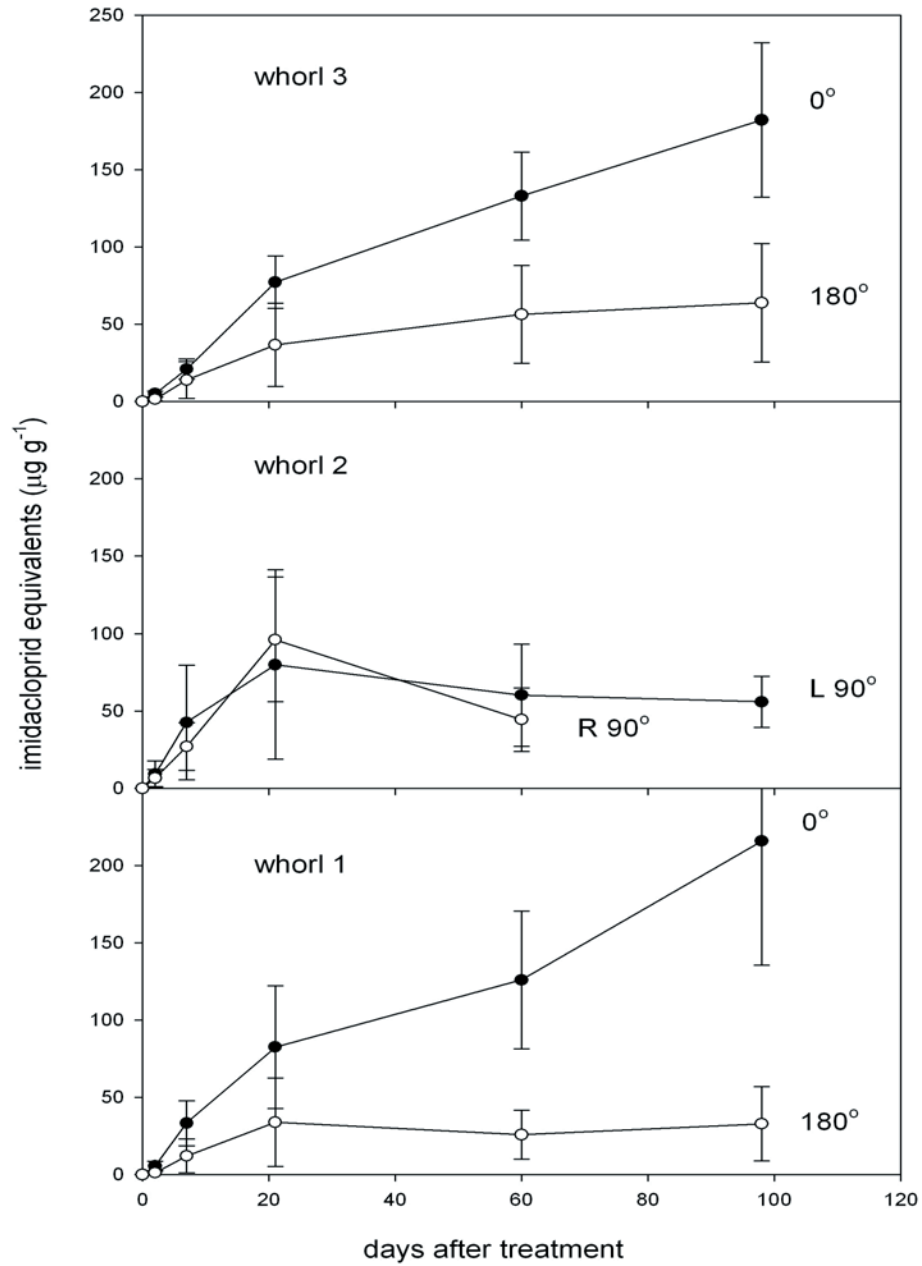 250
200
150
100
50
0
whorl 3
0°
180°
200
150
100
50
0
whorl 2
L 90°
R 90°
200
150
100
50
0
whorl 1
0°
180°
0 20 40 60 80 100 120
days after treatment
imidacloprid equivalents (μg g⁻¹)